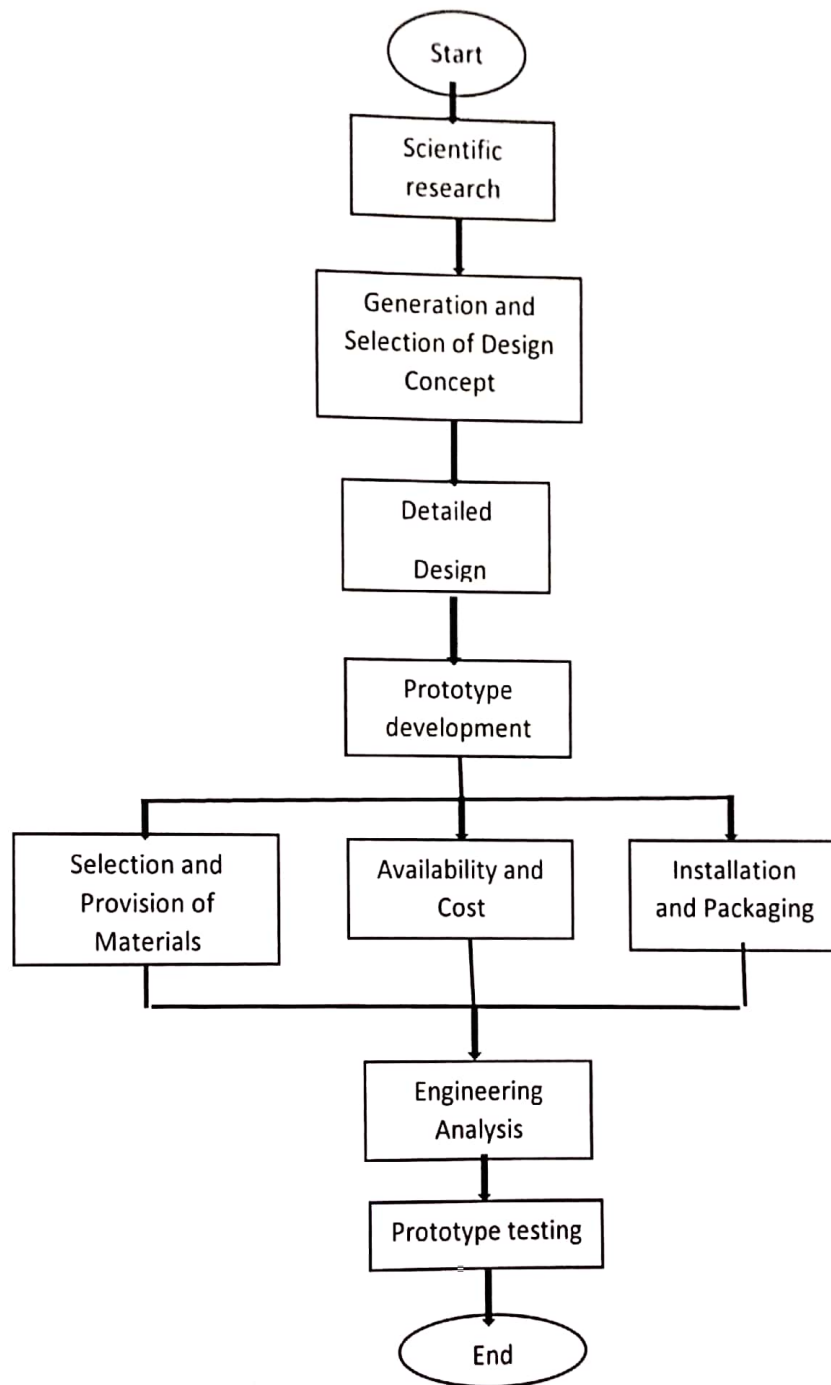 Start
Scientific
research
Generation and
Selection of Design
Concept
Detailed
Design
Prototype
development
Selection and
Provision of
Materials
Availability and
Cost
Installation
and Packaging
Engineering
Analysis
Prototype testing
End